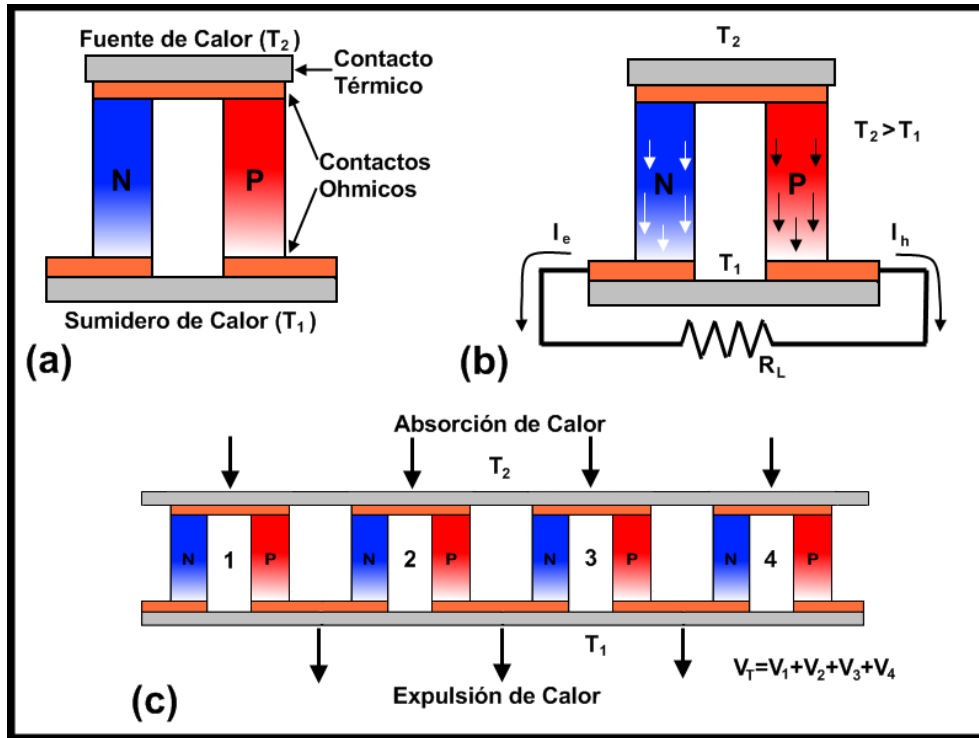 Fuente de Calor (T2)
Contacto
Térmico
N
P
Contactos
Ohmicos
Sumidero de Calor (T1)
(a)
T2
T2 > T1
N
P
Ie
T1
Ih
RL
(b)
Absorción de Calor
T2
N
1
P
N
2
P
N
3
P
N
4
P
T1
VT=V1+V2+V3+V4
Expulsión de Calor
(c)